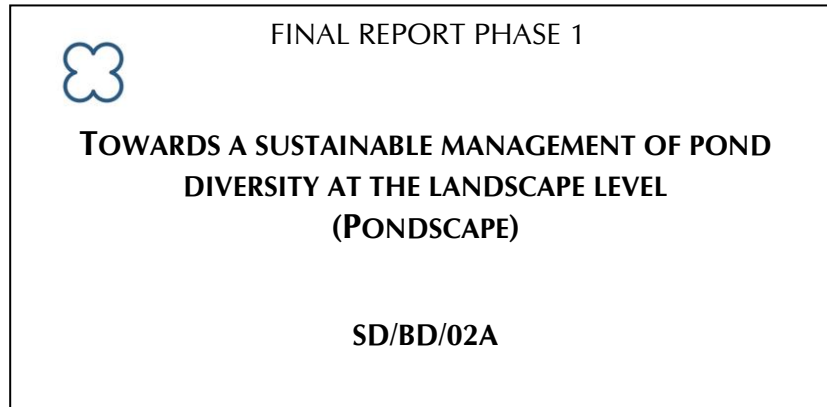 FINAL REPORT PHASE 1
TOWARDS A SUSTAINABLE MANAGEMENT OF POND
DIVERSITY AT THE LANDSCAPE LEVEL
(PONDSCAPE)
SD/BD/02A